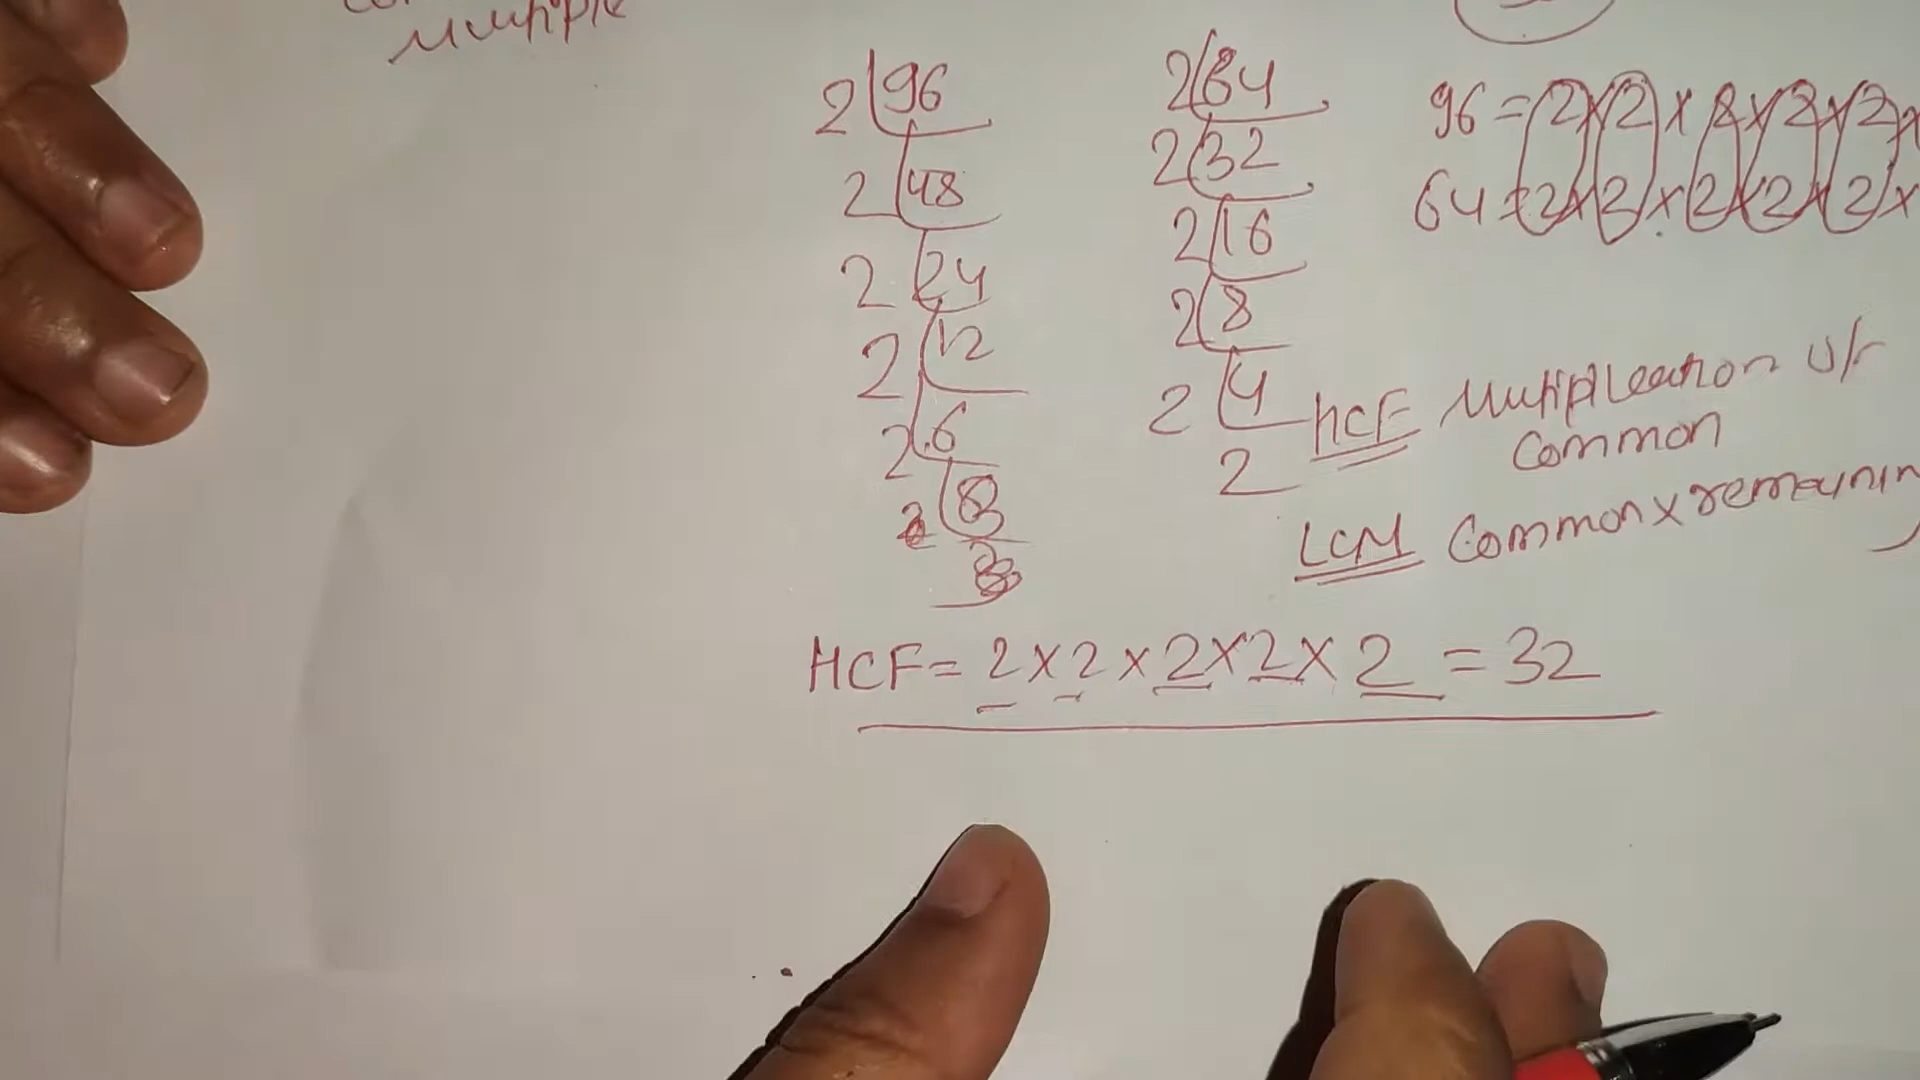 Multiple
2 96
2 48
2 24
2 12
2 6
3
2 64
2 32
2 16
2 8
2 4
2
96 = 2 x 2 x 2 x 2 x 2 x
64 = 2 x 2 x 2 x 2 x 2 x
HCF Multipleation of common
LCM Common x remaynin
HCF = 2 x 2 x 2 x 2 x 2 = 32